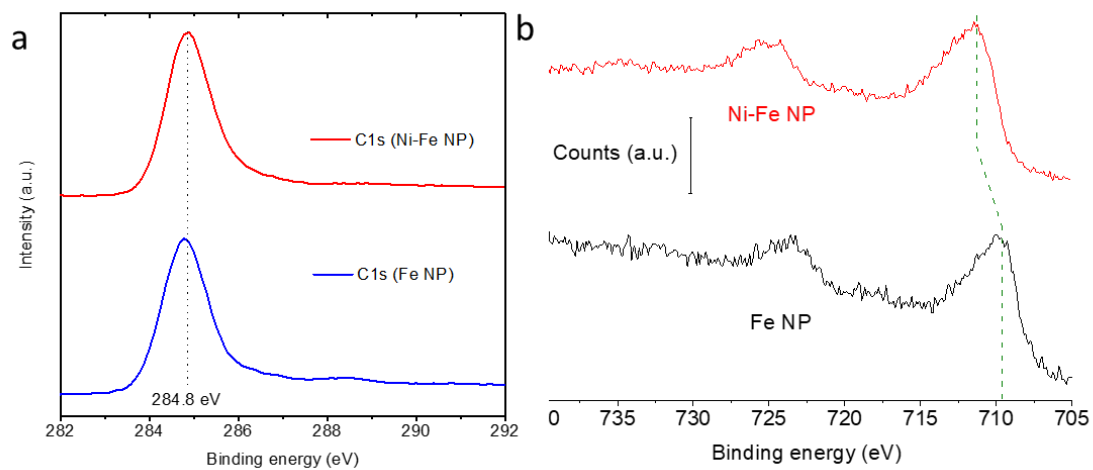 a
Intensity (a.u.)
C1s (Ni-Fe NP)
C1s (Fe NP)
284.8 eV
282 284 286 288 290 292
Binding energy (eV)
b
Ni-Fe NP
Counts (a.u.)
Fe NP
0 735 730 725 720 715 710 705
Binding energy (eV)